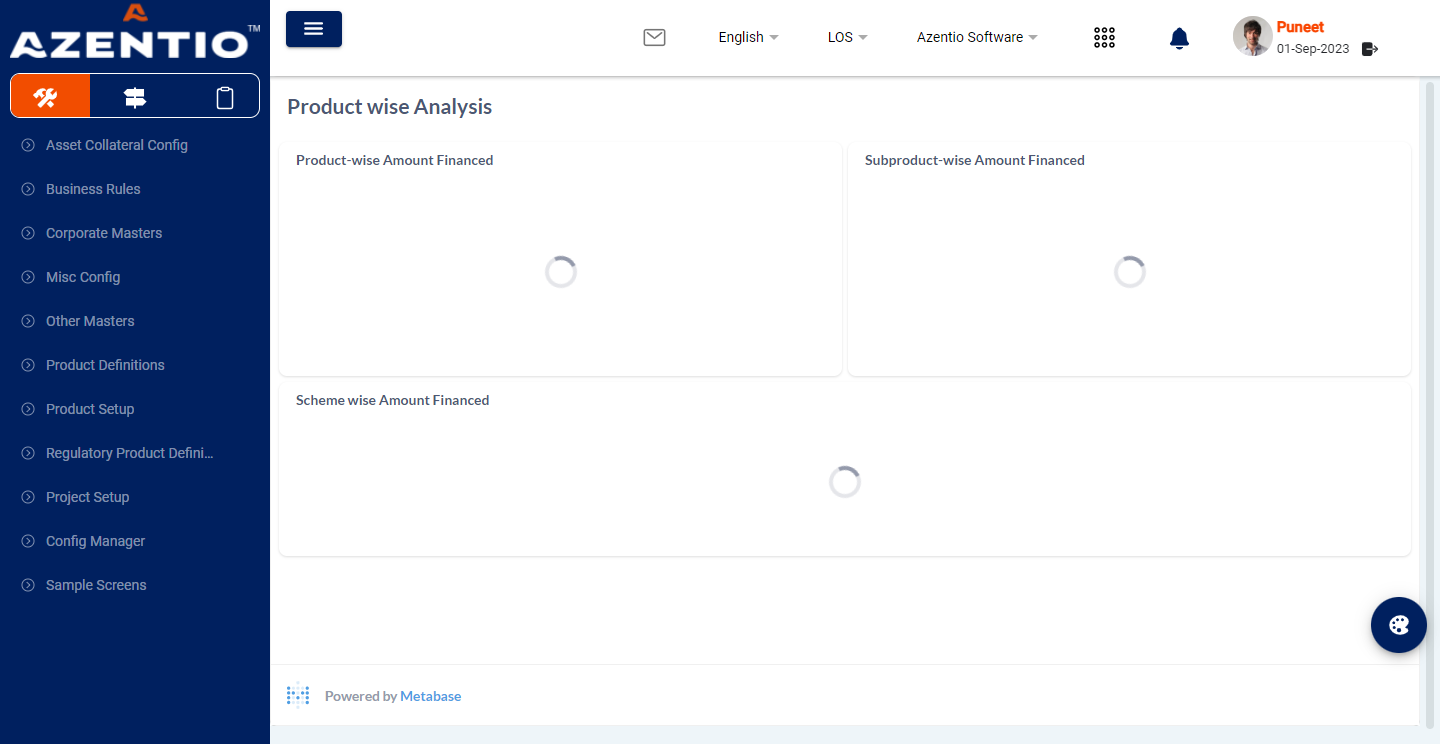 AZENTIO™
English
LOS
Azentio Software
Puneet
01-Sep-2023
Asset Collateral Config
Business Rules
Corporate Masters
Misc Config
Other Masters
Product Definitions
Product Setup
Regulatory Product Defini...
Project Setup
Config Manager
Sample Screens
Product wise Analysis
Product-wise Amount Financed
Subproduct-wise Amount Financed
Scheme wise Amount Financed
Powered by Metabase